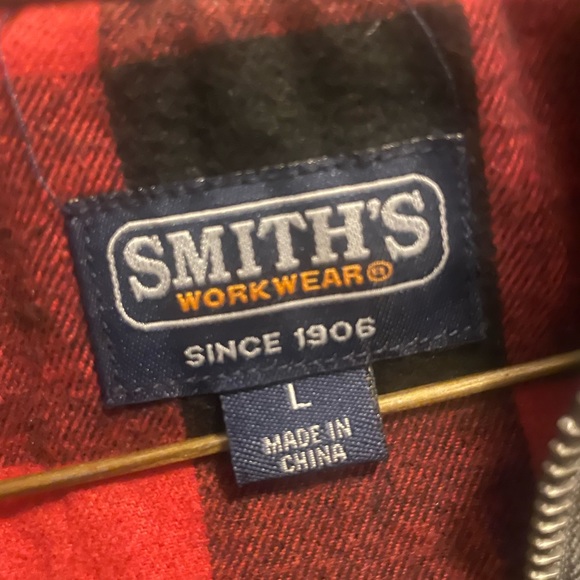 SMITH'S
WORKWEAR®
SINCE 1906
L
MADE IN
CHINA